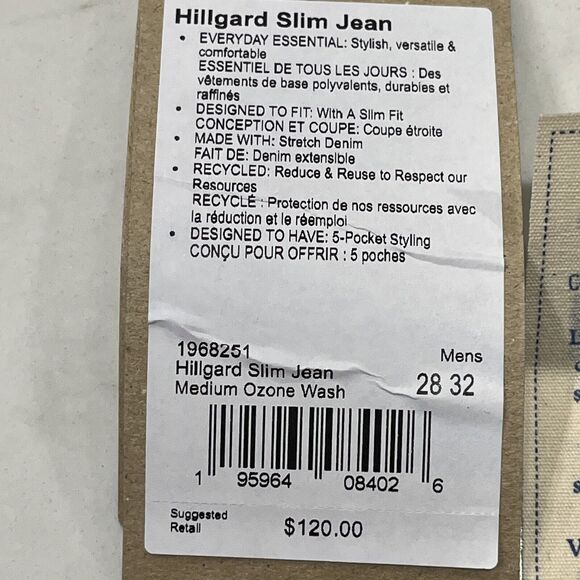 Hillgard Slim Jean
• EVERYDAY ESSENTIAL: Stylish, versatile &
comfortable
ESSENTIEL DE TOUS LES JOURS : Des
vêtements de base polyvalents, durables et
raffinés
• DESIGNED TO FIT: With A Slim Fit
CONCEPTION ET COUPE: Coupe étroite
• MADE WITH: Stretch Denim
FAIT DE: Denim extensible
• RECYCLED: Reduce & Reuse to Respect our
Resources
RECYCLÉ : Protection de nos ressources avec
la réduction et le réemploi
• DESIGNED TO HAVE: 5-Pocket Styling
CONÇU POUR OFFRIR : 5 poches
1968251 Mens
Hillgard Slim Jean 28 32
Medium Ozone Wash
1 95964 08402 6
Suggested
Retail $120.00